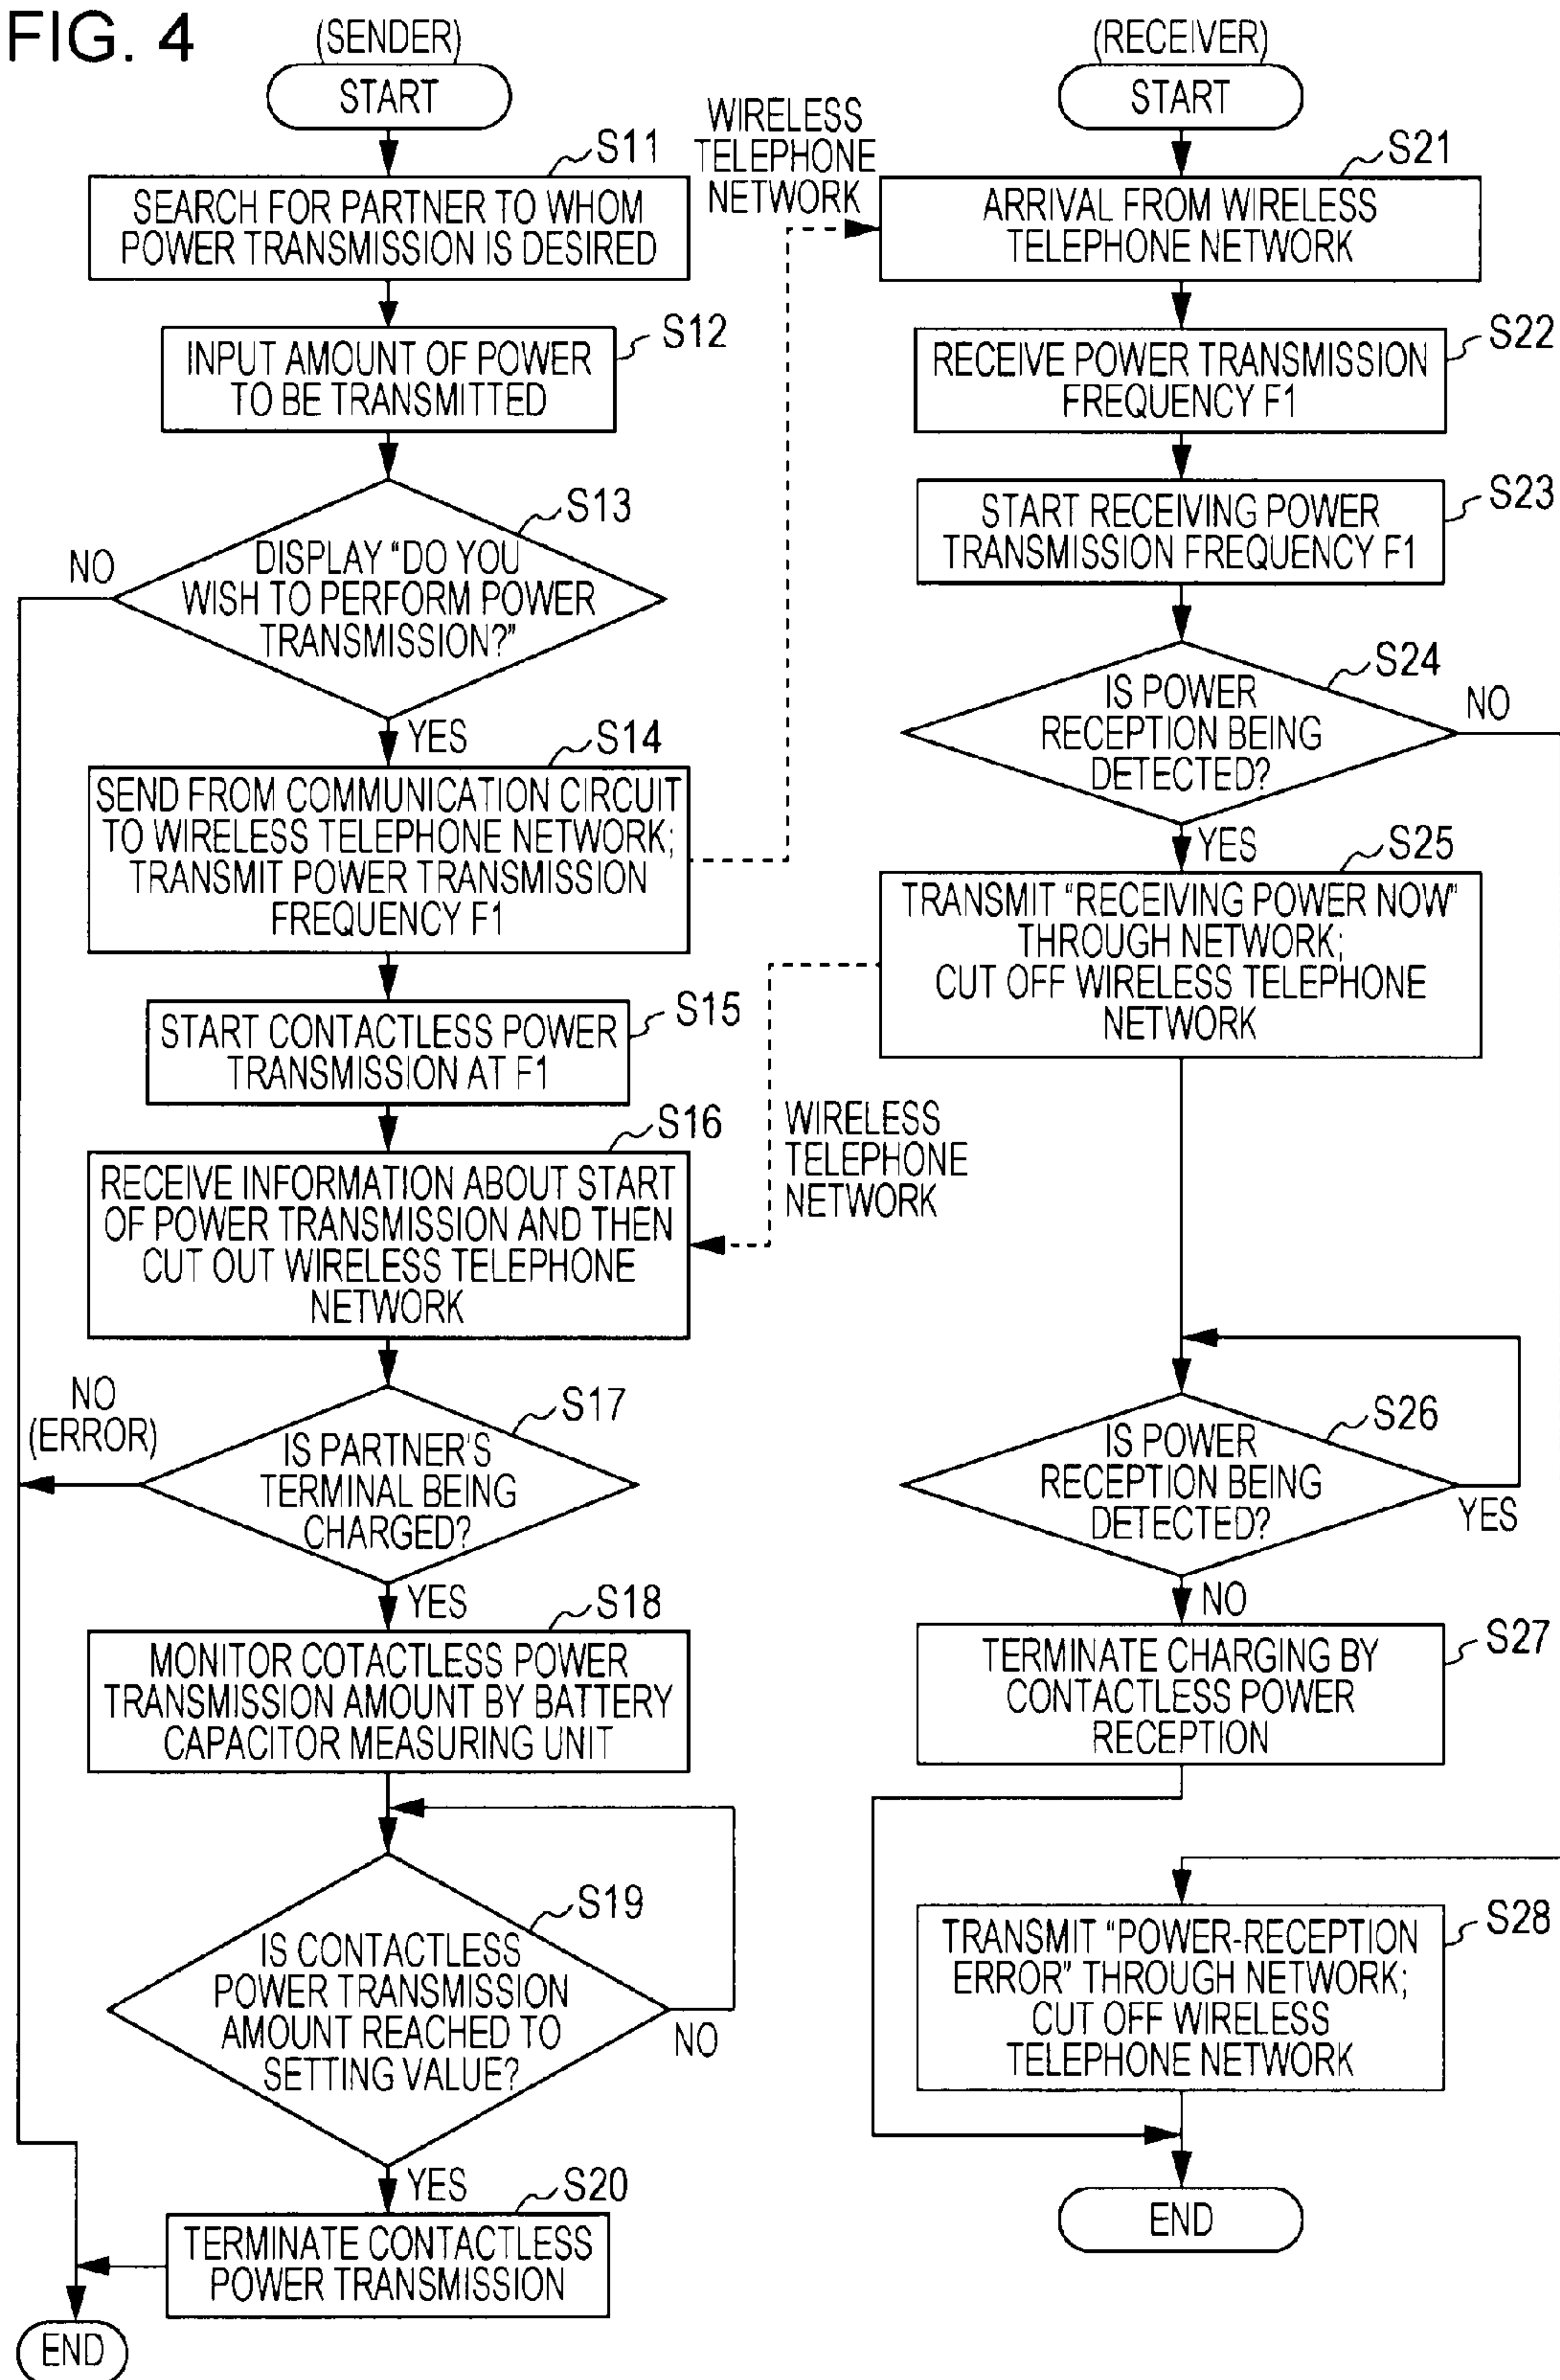 FIG. 4
(SENDER)
START
S11
SEARCH FOR PARTNER TO WHOM
POWER TRANSMISSION IS DESIRED
S12
INPUT AMOUNT OF POWER
TO BE TRANSMITTED
S13
DISPLAY “DO YOU
WISH TO PERFORM POWER
TRANSMISSION?”
NO
YES
S14
SEND FROM COMMUNICATION CIRCUIT
TO WIRELESS TELEPHONE NETWORK;
TRANSMIT POWER TRANSMISSION
FREQUENCY F1
S15
START CONTACTLESS POWER
TRANSMISSION AT F1
S16
RECEIVE INFORMATION ABOUT START
OF POWER TRANSMISSION AND THEN
CUT OUT WIRELESS TELEPHONE
NETWORK
NO
(ERROR)
S17
IS PARTNER'S
TERMINAL BEING
CHARGED?
YES
S18
MONITOR COTACTLESS POWER
TRANSMISSION AMOUNT BY BATTERY
CAPACITOR MEASURING UNIT
S19
IS CONTACTLESS
POWER TRANSMISSION
AMOUNT REACHED TO
SETTING VALUE?
NO
YES
S20
TERMINATE CONTACTLESS
POWER TRANSMISSION
END
WIRELESS
TELEPHONE
NETWORK
WIRELESS
TELEPHONE
NETWORK
(RECEIVER)
START
S21
ARRIVAL FROM WIRELESS
TELEPHONE NETWORK
S22
RECEIVE POWER TRANSMISSION
FREQUENCY F1
S23
START RECEIVING POWER
TRANSMISSION FREQUENCY F1
S24
IS POWER
RECEPTION BEING
DETECTED?
NO
YES
S25
TRANSMIT “RECEIVING POWER NOW”
THROUGH NETWORK;
CUT OFF WIRELESS TELEPHONE
NETWORK
S26
IS POWER
RECEPTION BEING
DETECTED?
YES
NO
S27
TERMINATE CHARGING BY
CONTACTLESS POWER
RECEPTION
S28
TRANSMIT “POWER-RECEPTION
ERROR” THROUGH NETWORK;
CUT OFF WIRELESS
TELEPHONE NETWORK
END